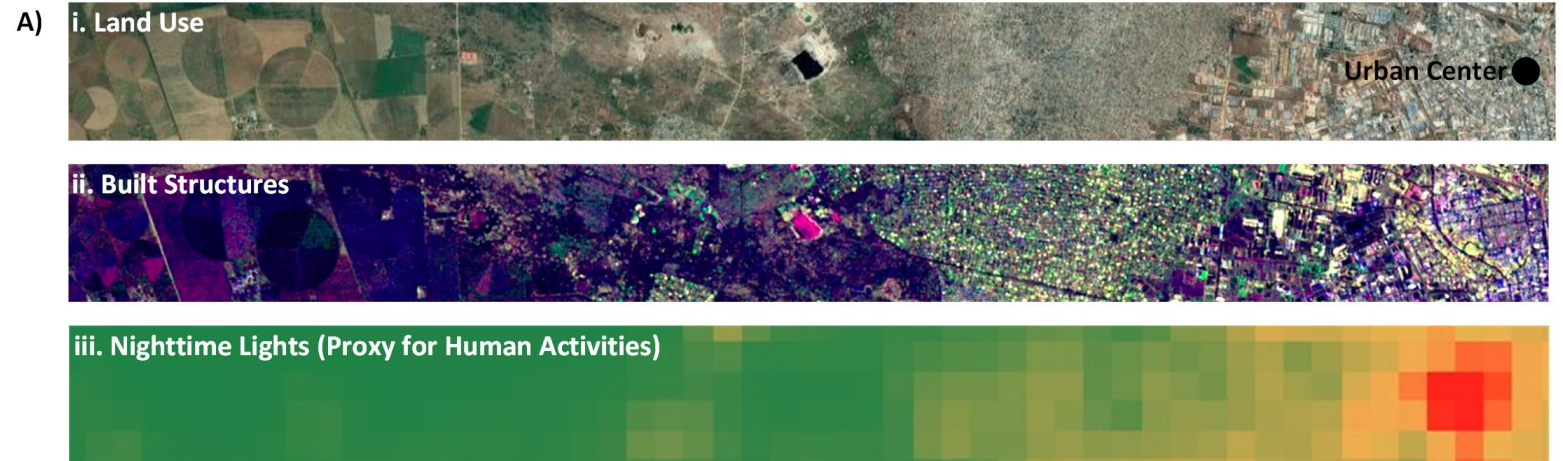 A)
i. Land Use
Urban Center
ii. Built Structures
iii. Nighttime Lights (Proxy for Human Activities)